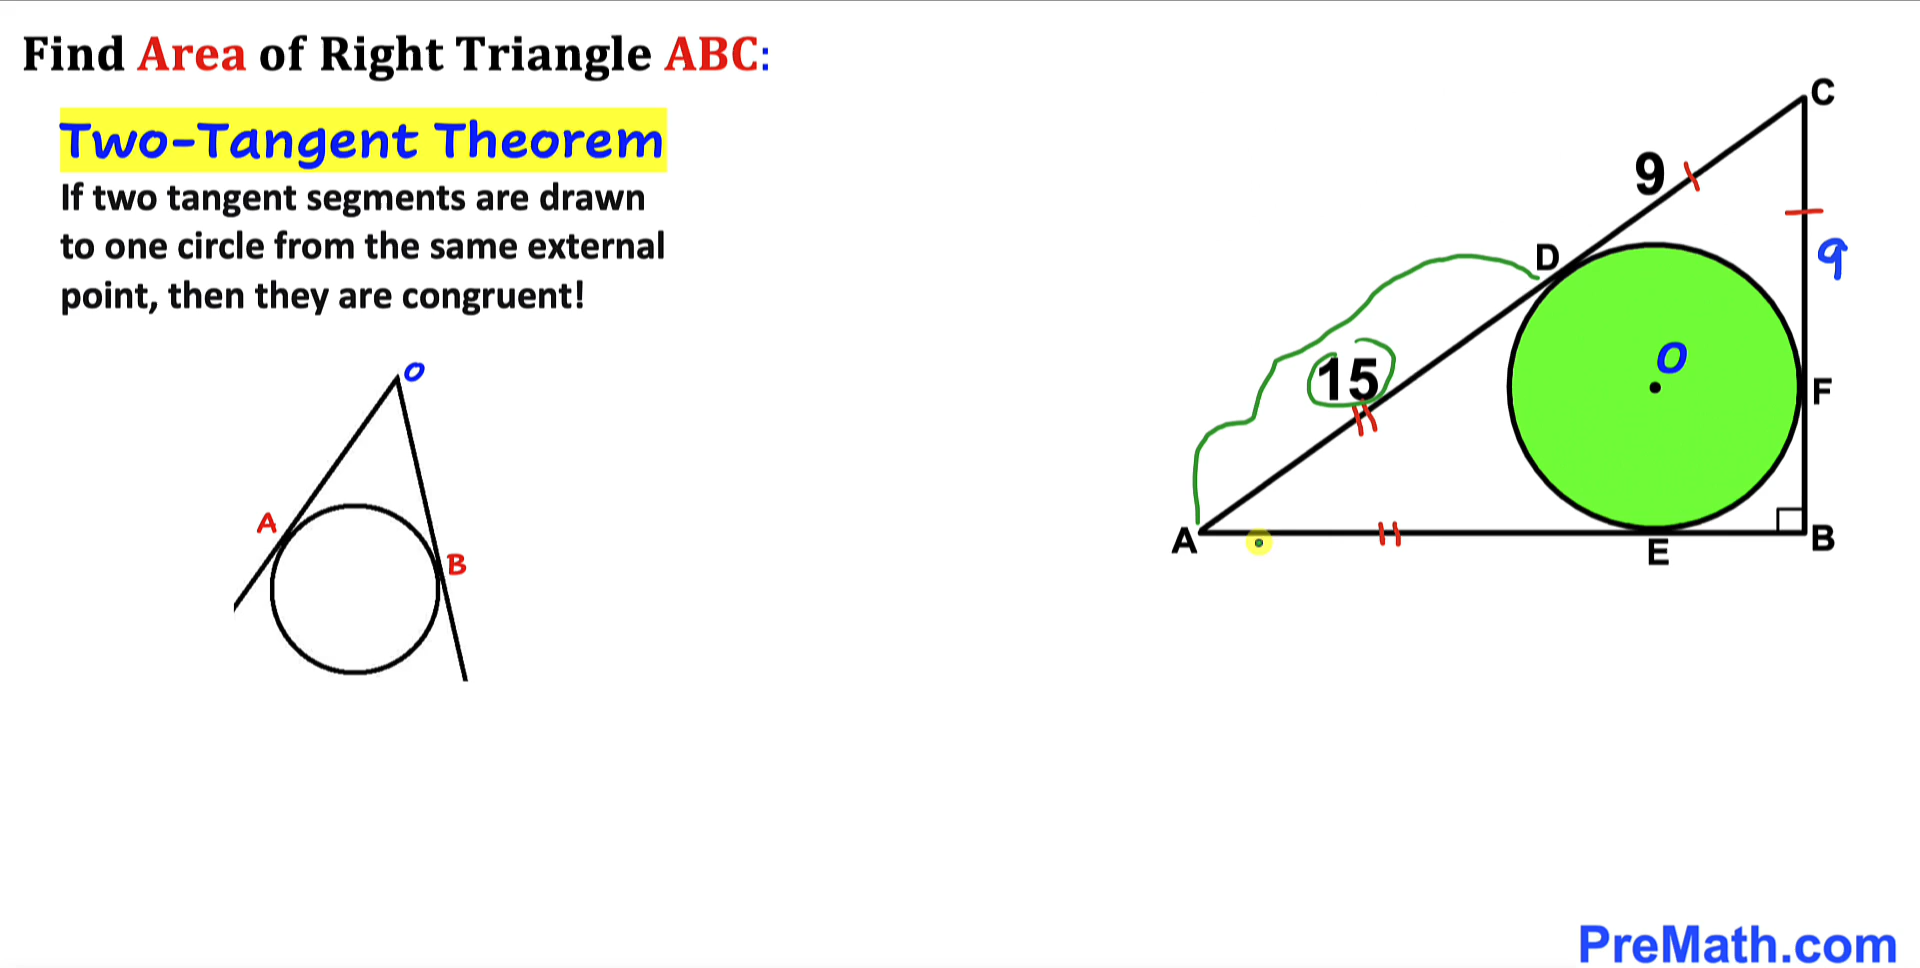 Find Area of Right Triangle ABC:
Two-Tangent Theorem
If two tangent segments are drawn
to one circle from the same external
point, then they are congruent!
O
A
B
C
9
D
9
15
O
F
A
E
B
PreMath.com